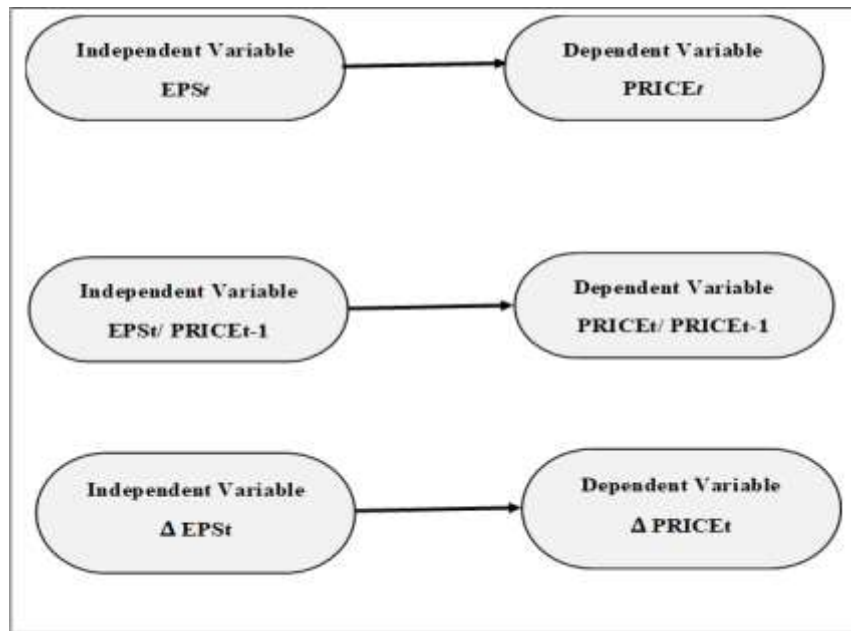 Independent Variable
EPSt
Dependent Variable
PRICEt
Independent Variable
EPSt/ PRICEt-1
Dependent Variable
PRICEt/ PRICEt-1
Independent Variable
Δ EPSt
Dependent Variable
Δ PRICEt